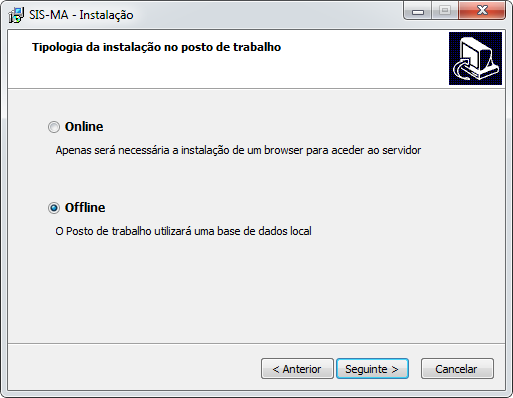 SIS-MA - Instalação
Tipologia da instalação no posto de trabalho
Online
Apenas será necessária a instalação de um browser para aceder ao servidor
Offline
O Posto de trabalho utilizará uma base de dados local
< Anterior
Seguinte >
Cancelar